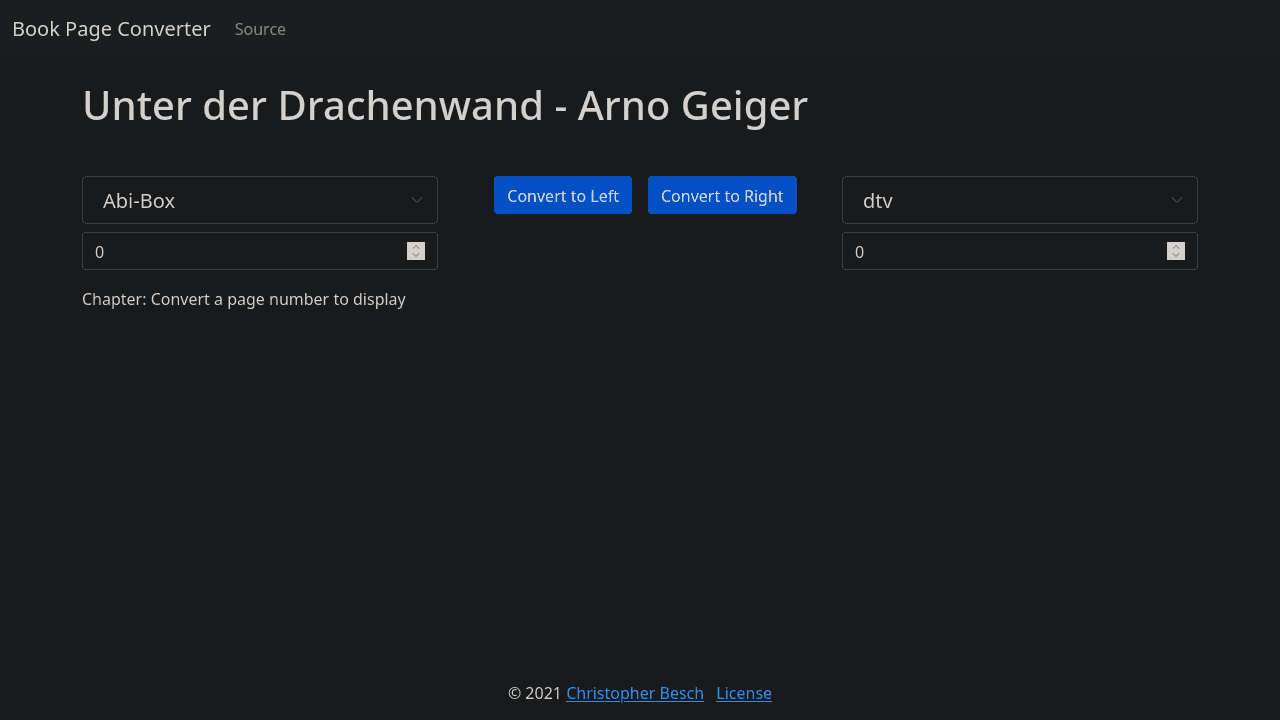 Book Page Converter Source
Unter der Drachenwand - Arno Geiger
Abi-Box
Convert to Left
Convert to Right
dtv
0
0
Chapter: Convert a page number to display
© 2021 Christopher Besch License